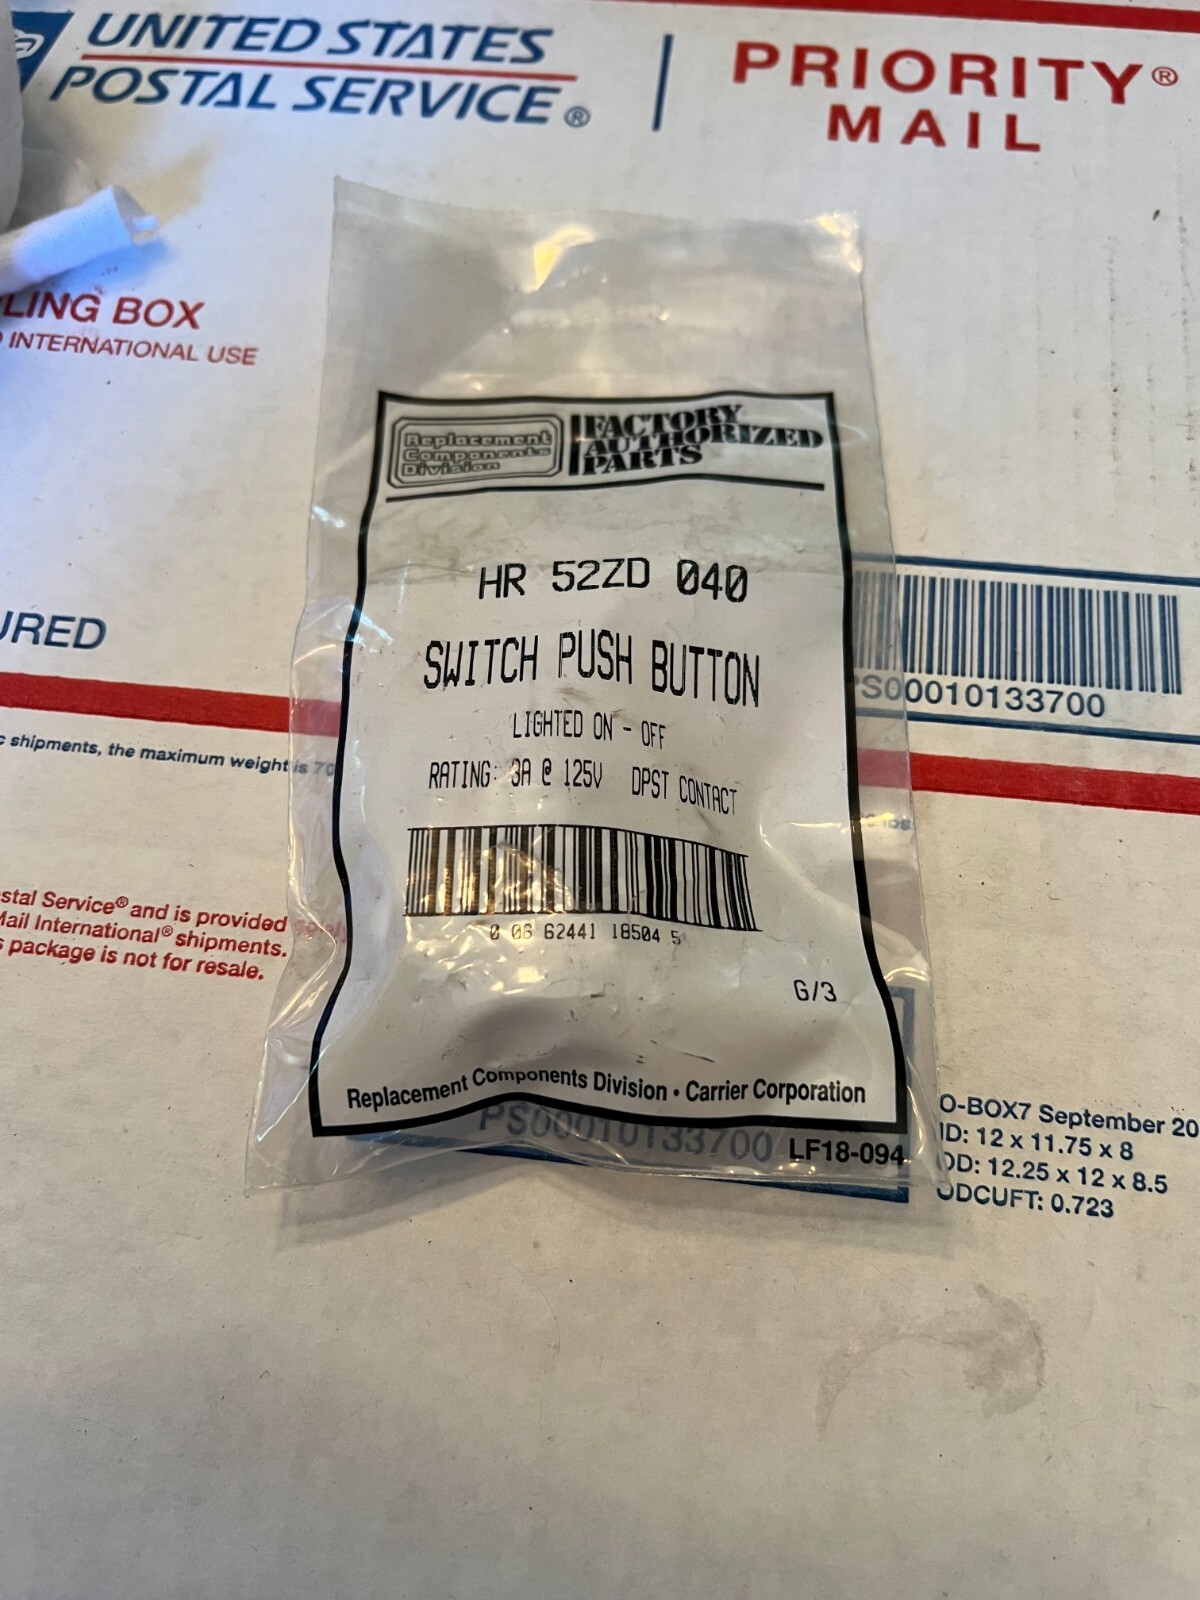 UNITED STATES
POSTAL SERVICE®
PRIORITY®
MAIL
LING BOX
INTERNATIONAL USE
Replacement
Components
Division
FACTORY
AUTHORIZED
PARTS
HR 52ZD 040
SWITCH PUSH BUTTON
LIGHTED ON - OFF
RATING: 3A @ 125V DPST CONTACT
0 06 62441 18504 5
G/3
Replacement Components Division • Carrier Corporation
LF18-094
URED
PS00010133700
c shipments, the maximum weight is 70
lbs
ostal Service® and is provided solely
Mail International® shipments.
s package is not for resale.
PS00010133700
O-BOX7 September 20
ID: 12 x 11.75 x 8
OD: 12.25 x 12 x 8.5
ODCUFT: 0.723